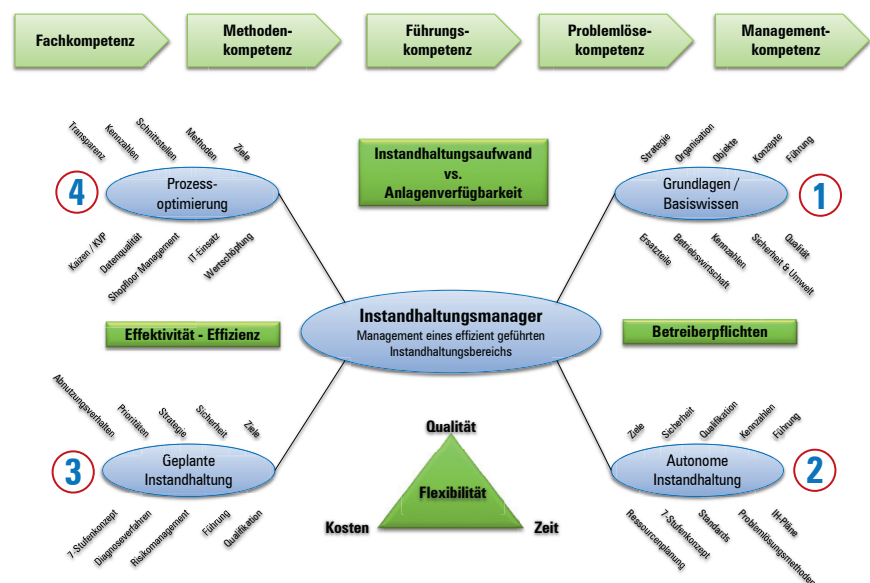 Fachkompetenz
Methoden-
kompetenz
Führungs-
kompetenz
Problemlöse-
kompetenz
Management-
kompetenz
Transparenz
Kennzahlen
Schnittstellen
Methoden
Ziele
4
Prozess-
optimierung
Kaizen / KVP
Datenqualität
Shopfloor Management
IT-Einsatz
Wertschöpfung
Instandhaltungsaufwand
vs.
Anlagenverfügbarkeit
Strategie
Organisation
Objekte
Konzepte
Führung
Grundlagen /
Basiswissen
1
Ersatzteile
Betriebswirtschaft
Kennzahlen
Sicherheit & Umwelt
Qualität
Instandhaltungsmanager
Management eines effizient geführten
Instandhaltungsbereichs
Effektivität - Effizienz
Betreiberpflichten
Abnutzungsverhalten
Prioritäten
Strategie
Sicherheit
Ziele
3
Geplante
Instandhaltung
7-Stufenkonzept
Diagnoseverfahren
Risikomanagement
Führung
Qualifikation
Qualität
Flexibilität
Kosten
Zeit
Ziele
Sicherheit
Qualifikation
Kennzahlen
Führung
Autonome
Instandhaltung
2
Ressourcenplanung
7-Stufenkonzept
Standards
Problemlösungsmethoden
IH-Pläne